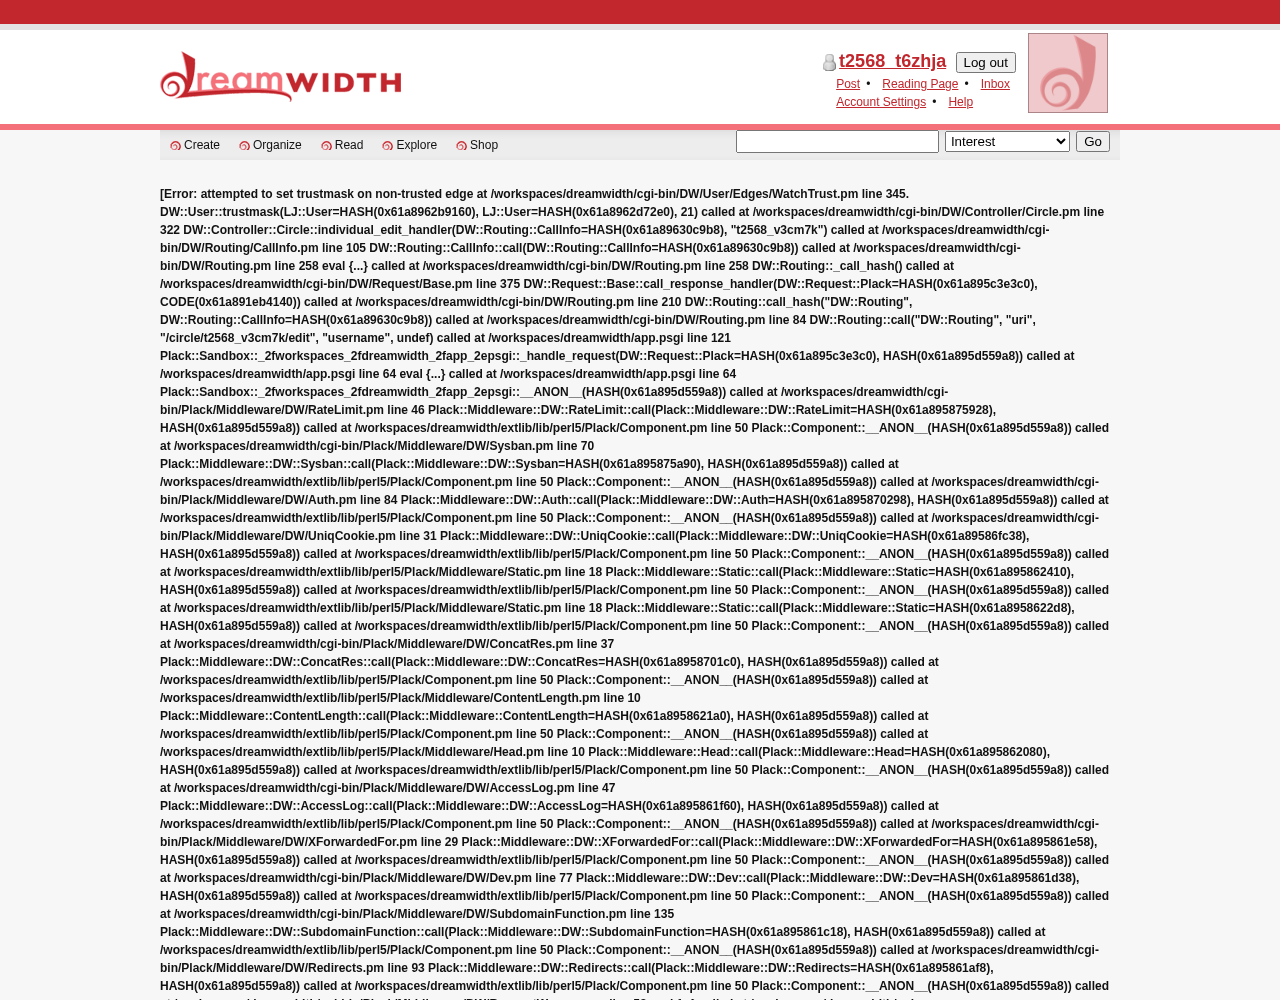 dreamWIDTH
t2568_t6zhja Log out
Post • Reading Page • Inbox
Account Settings • Help
Create Organize Read Explore Shop Interest Go
[Error: attempted to set trustmask on non-trusted edge at /workspaces/dreamwidth/cgi-bin/DW/User/Edges/WatchTrust.pm line 345.
DW::User::trustmask(LJ::User=HASH(0x61a8962b9160), LJ::User=HASH(0x61a8962d72e0), 21) called at /workspaces/dreamwidth/cgi-bin/DW/Controller/Circle.pm line
322 DW::Controller::Circle::individual_edit_handler(DW::Routing::CallInfo=HASH(0x61a89630c9b8), "t2568_v3cm7k") called at /workspaces/dreamwidth/cgi-
bin/DW/Routing/CallInfo.pm line 105 DW::Routing::CallInfo::call(DW::Routing::CallInfo=HASH(0x61a89630c9b8)) called at /workspaces/dreamwidth/cgi-
bin/DW/Routing.pm line 258 eval {...} called at /workspaces/dreamwidth/cgi-bin/DW/Routing.pm line 258 DW::Routing::_call_hash() called at
/workspaces/dreamwidth/cgi-bin/DW/Request/Base.pm line 375 DW::Request::Base::call_response_handler(DW::Request::Plack=HASH(0x61a895c3e3c0),
CODE(0x61a891eb4140)) called at /workspaces/dreamwidth/cgi-bin/DW/Routing.pm line 210 DW::Routing::call_hash("DW::Routing",
DW::Routing::CallInfo=HASH(0x61a89630c9b8)) called at /workspaces/dreamwidth/cgi-bin/DW/Routing.pm line 84 DW::Routing::call("DW::Routing", "uri",
"/circle/t2568_v3cm7k/edit", "username", undef) called at /workspaces/dreamwidth/app.psgi line 121
Plack::Sandbox::_2fworkspaces_2fdreamwidth_2fapp_2epsgi::_handle_request(DW::Request::Plack=HASH(0x61a895c3e3c0), HASH(0x61a895d559a8)) called at
/workspaces/dreamwidth/app.psgi line 64 eval {...} called at /workspaces/dreamwidth/app.psgi line 64
Plack::Sandbox::_2fworkspaces_2fdreamwidth_2fapp_2epsgi::__ANON__(HASH(0x61a895d559a8)) called at /workspaces/dreamwidth/cgi-
bin/Plack/Middleware/DW/RateLimit.pm line 46 Plack::Middleware::DW::RateLimit::call(Plack::Middleware::DW::RateLimit=HASH(0x61a895875928),
HASH(0x61a895d559a8)) called at /workspaces/dreamwidth/extlib/lib/perl5/Plack/Component.pm line 50 Plack::Component::__ANON__(HASH(0x61a895d559a8)) called
at /workspaces/dreamwidth/cgi-bin/Plack/Middleware/DW/Sysban.pm line 70
Plack::Middleware::DW::Sysban::call(Plack::Middleware::DW::Sysban=HASH(0x61a895875a90), HASH(0x61a895d559a8)) called at
/workspaces/dreamwidth/extlib/lib/perl5/Plack/Component.pm line 50 Plack::Component::__ANON__(HASH(0x61a895d559a8)) called at /workspaces/dreamwidth/cgi-
bin/Plack/Middleware/DW/Auth.pm line 84 Plack::Middleware::DW::Auth::call(Plack::Middleware::DW::Auth=HASH(0x61a895870298), HASH(0x61a895d559a8)) called at
/workspaces/dreamwidth/extlib/lib/perl5/Plack/Component.pm line 50 Plack::Component::__ANON__(HASH(0x61a895d559a8)) called at /workspaces/dreamwidth/cgi-
bin/Plack/Middleware/DW/UniqCookie.pm line 31 Plack::Middleware::DW::UniqCookie::call(Plack::Middleware::DW::UniqCookie=HASH(0x61a89586fc38),
HASH(0x61a895d559a8)) called at /workspaces/dreamwidth/extlib/lib/perl5/Plack/Component.pm line 50 Plack::Component::__ANON__(HASH(0x61a895d559a8)) called
at /workspaces/dreamwidth/extlib/lib/perl5/Plack/Middleware/Static.pm line 18 Plack::Middleware::Static::call(Plack::Middleware::Static=HASH(0x61a895862410),
HASH(0x61a895d559a8)) called at /workspaces/dreamwidth/extlib/lib/perl5/Plack/Component.pm line 50 Plack::Component::__ANON__(HASH(0x61a895d559a8)) called
at /workspaces/dreamwidth/extlib/lib/perl5/Plack/Middleware/Static.pm line 18 Plack::Middleware::Static::call(Plack::Middleware::Static=HASH(0x61a8958622d8),
HASH(0x61a895d559a8)) called at /workspaces/dreamwidth/extlib/lib/perl5/Plack/Component.pm line 50 Plack::Component::__ANON__(HASH(0x61a895d559a8)) called
at /workspaces/dreamwidth/cgi-bin/Plack/Middleware/DW/ConcatRes.pm line 37
Plack::Middleware::DW::ConcatRes::call(Plack::Middleware::DW::ConcatRes=HASH(0x61a8958701c0), HASH(0x61a895d559a8)) called at
/workspaces/dreamwidth/extlib/lib/perl5/Plack/Component.pm line 50 Plack::Component::__ANON__(HASH(0x61a895d559a8)) called at
/workspaces/dreamwidth/extlib/lib/perl5/Plack/Middleware/ContentLength.pm line 10
Plack::Middleware::ContentLength::call(Plack::Middleware::ContentLength=HASH(0x61a8958621a0), HASH(0x61a895d559a8)) called at
/workspaces/dreamwidth/extlib/lib/perl5/Plack/Component.pm line 50 Plack::Component::__ANON__(HASH(0x61a895d559a8)) called at
/workspaces/dreamwidth/extlib/lib/perl5/Plack/Middleware/Head.pm line 10 Plack::Middleware::Head::call(Plack::Middleware::Head=HASH(0x61a895862080),
HASH(0x61a895d559a8)) called at /workspaces/dreamwidth/extlib/lib/perl5/Plack/Component.pm line 50 Plack::Component::__ANON__(HASH(0x61a895d559a8)) called
at /workspaces/dreamwidth/cgi-bin/Plack/Middleware/DW/AccessLog.pm line 47
Plack::Middleware::DW::AccessLog::call(Plack::Middleware::DW::AccessLog=HASH(0x61a895861f60), HASH(0x61a895d559a8)) called at
/workspaces/dreamwidth/extlib/lib/perl5/Plack/Component.pm line 50 Plack::Component::__ANON__(HASH(0x61a895d559a8)) called at /workspaces/dreamwidth/cgi-
bin/Plack/Middleware/DW/XForwardedFor.pm line 29 Plack::Middleware::DW::XForwardedFor::call(Plack::Middleware::DW::XForwardedFor=HASH(0x61a895861e58),
HASH(0x61a895d559a8)) called at /workspaces/dreamwidth/extlib/lib/perl5/Plack/Component.pm line 50 Plack::Component::__ANON__(HASH(0x61a895d559a8)) called
at /workspaces/dreamwidth/cgi-bin/Plack/Middleware/DW/Dev.pm line 77 Plack::Middleware::DW::Dev::call(Plack::Middleware::DW::Dev=HASH(0x61a895861d38),
HASH(0x61a895d559a8)) called at /workspaces/dreamwidth/extlib/lib/perl5/Plack/Component.pm line 50 Plack::Component::__ANON__(HASH(0x61a895d559a8)) called
at /workspaces/dreamwidth/cgi-bin/Plack/Middleware/DW/SubdomainFunction.pm line 135
Plack::Middleware::DW::SubdomainFunction::call(Plack::Middleware::DW::SubdomainFunction=HASH(0x61a895861c18), HASH(0x61a895d559a8)) called at
/workspaces/dreamwidth/extlib/lib/perl5/Plack/Component.pm line 50 Plack::Component::__ANON__(HASH(0x61a895d559a8)) called at /workspaces/dreamwidth/cgi-
bin/Plack/Middleware/DW/Redirects.pm line 93 Plack::Middleware::DW::Redirects::call(Plack::Middleware::DW::Redirects=HASH(0x61a895861af8),
HASH(0x61a895d559a8)) called at /workspaces/dreamwidth/extlib/lib/perl5/Plack/Component.pm line 50 Plack::Component::__ANON__(HASH(0x61a895d559a8)) called